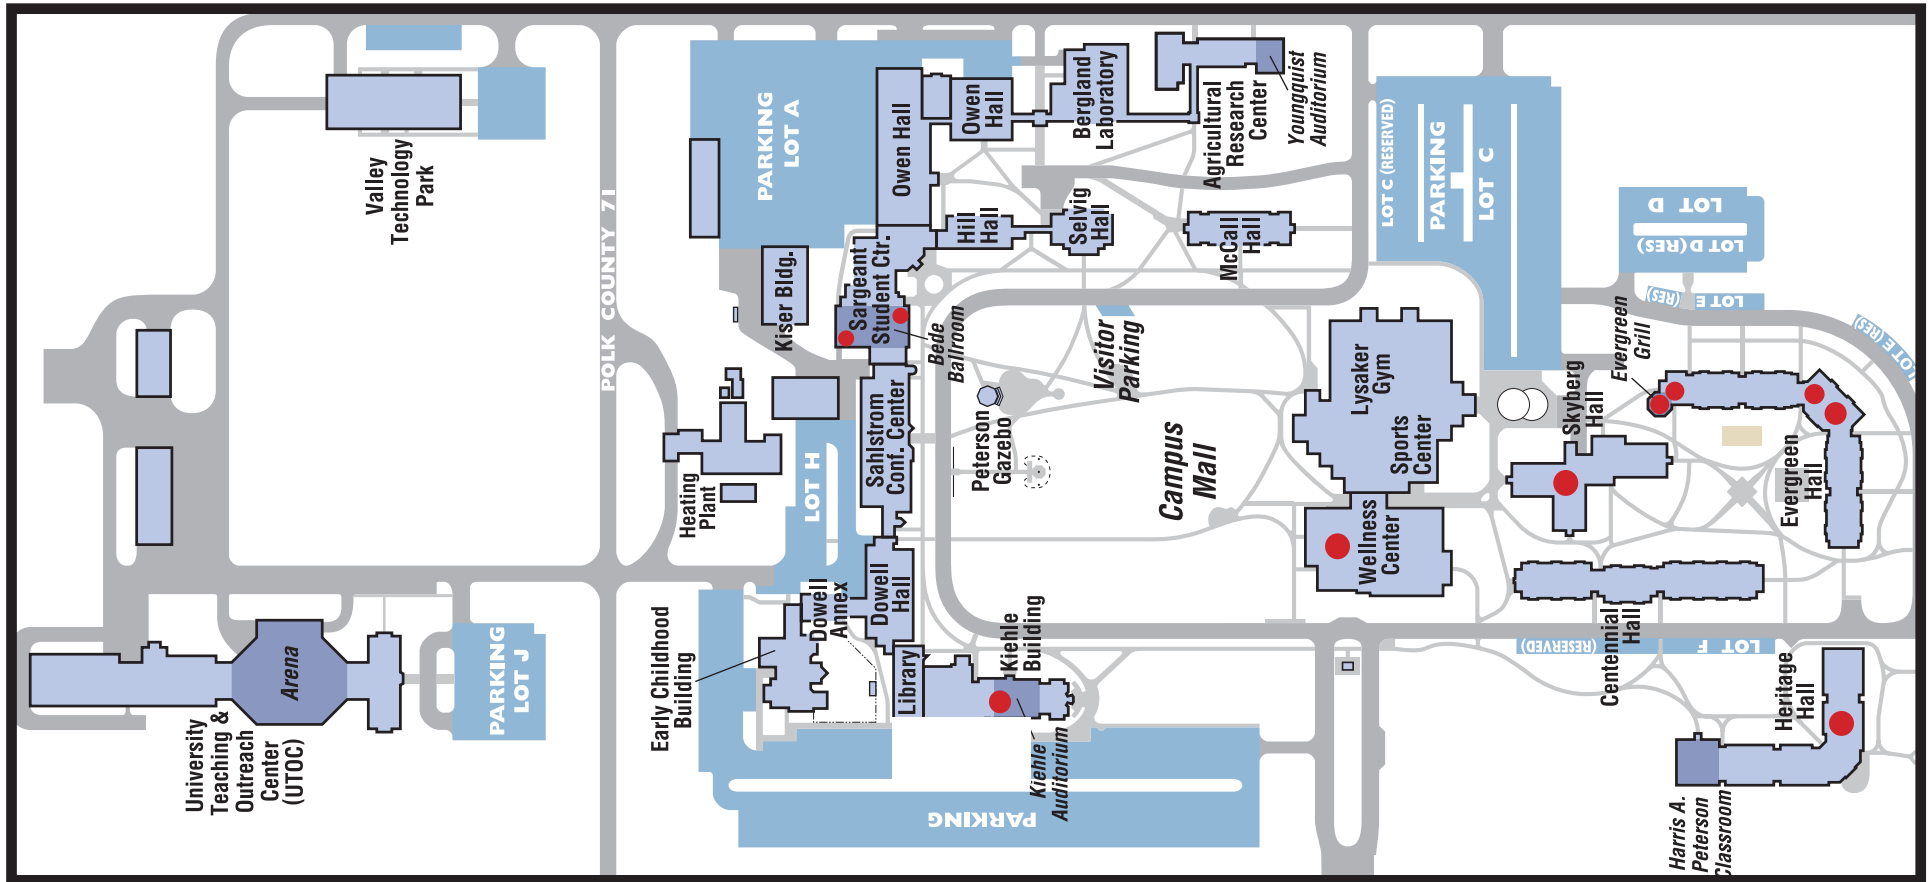 Valley
Technology
Park
POLK COUNTY 71
PARKING
LOT A
Owen Hall
Owen
Hall
Bergland
Laboratory
Agricultural
Research
Center
Youngquist
Auditorium
LOT C (RESERVED)
PARKING
LOT C
LOT D
LOT D (RES)
LOT E
(RES)
LOT E (RES)
Kiser Bldg.
Sargeant
Student Ctr.
Hill
Hall
Selvig
Hall
McCall
Hall
Bede
Ballroom
Visitor
Parking
Lysaker
Gym
Sports
Center
Skyberg
Hall
Evergreen
Grill
Evergreen
Hall
Heating
Plant
LOT H
Sahlstrom
Conf. Center
Peterson
Gazebo
Campus
Mall
Wellness
Center
University
Teaching &
Outreach
Center
(UTOC)
Arena
PARKING
LOT J
Early Childhood
Building
Dowell
Annex
Dowell
Hall
Library
Kiehle
Building
Kiehle
Auditorium
PARKING
Centennial
Hall
(RESERVED)
LOT F
Heritage
Hall
Harris A.
Peterson
Classroom